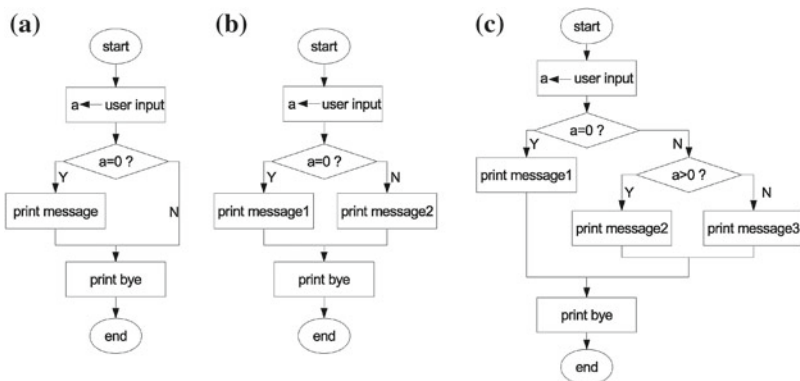 (a)
start
a← user input
a=0 ?
Y
N
print message
print bye
end
(b)
start
a← user input
a=0 ?
Y
N
print message1
print message2
print bye
end
(c)
start
a← user input
a=0 ?
Y
N
print message1
a>0 ?
Y
N
print message2
print message3
print bye
end